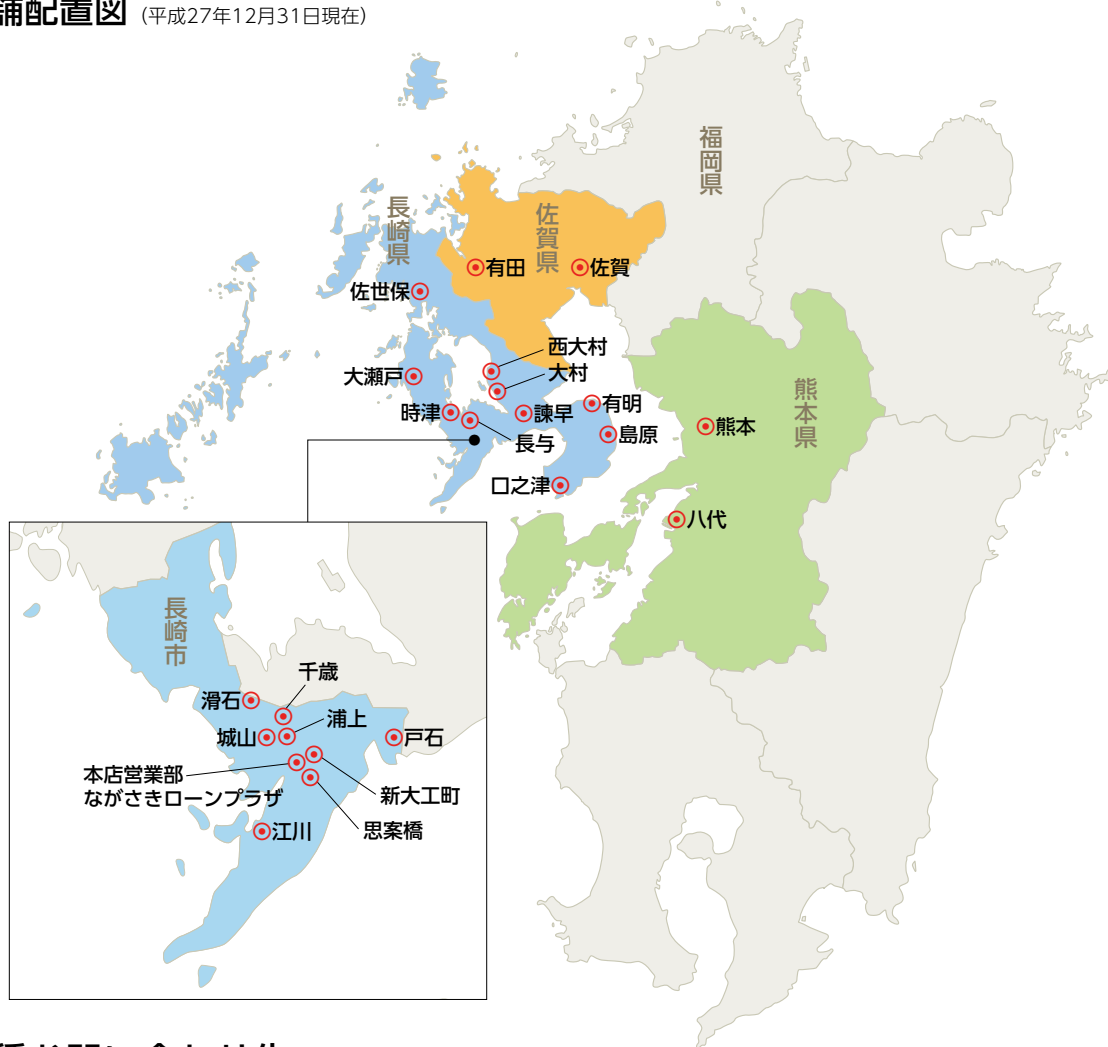 舗配置図（平成27年12月31日現在）
福岡県
長崎県
佐賀県
有田
佐賀
佐世保
西大村
大村
大瀬戸
時津
諫早
有明
長与
島原
口之津
熊本県
熊本
八代
長崎市
千歳
滑石
浦上
城山
戸石
本店営業部
ながさきローンプラザ
新大工町
思案橋
江川